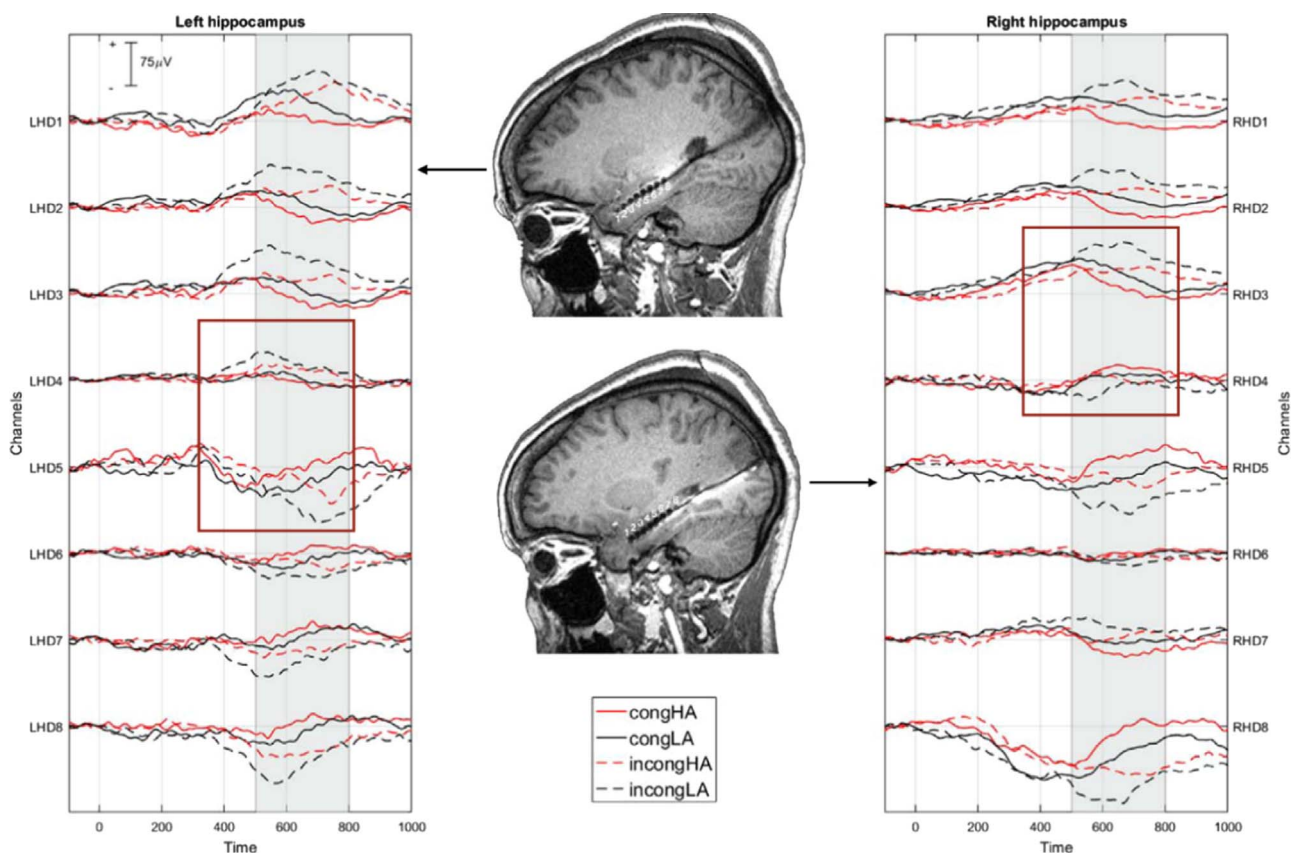 Left hippocampus
Right hippocampus
+
75μV
-
LHD1
LHD2
LHD3
LHD4
LHD5
LHD6
LHD7
LHD8
Channels
0 200 400 600 800 1000
Time
RHD1
RHD2
RHD3
RHD4
RHD5
RHD6
RHD7
RHD8
Channels
0 200 400 600 800 1000
Time
congHA
congLA
incongHA
incongLA